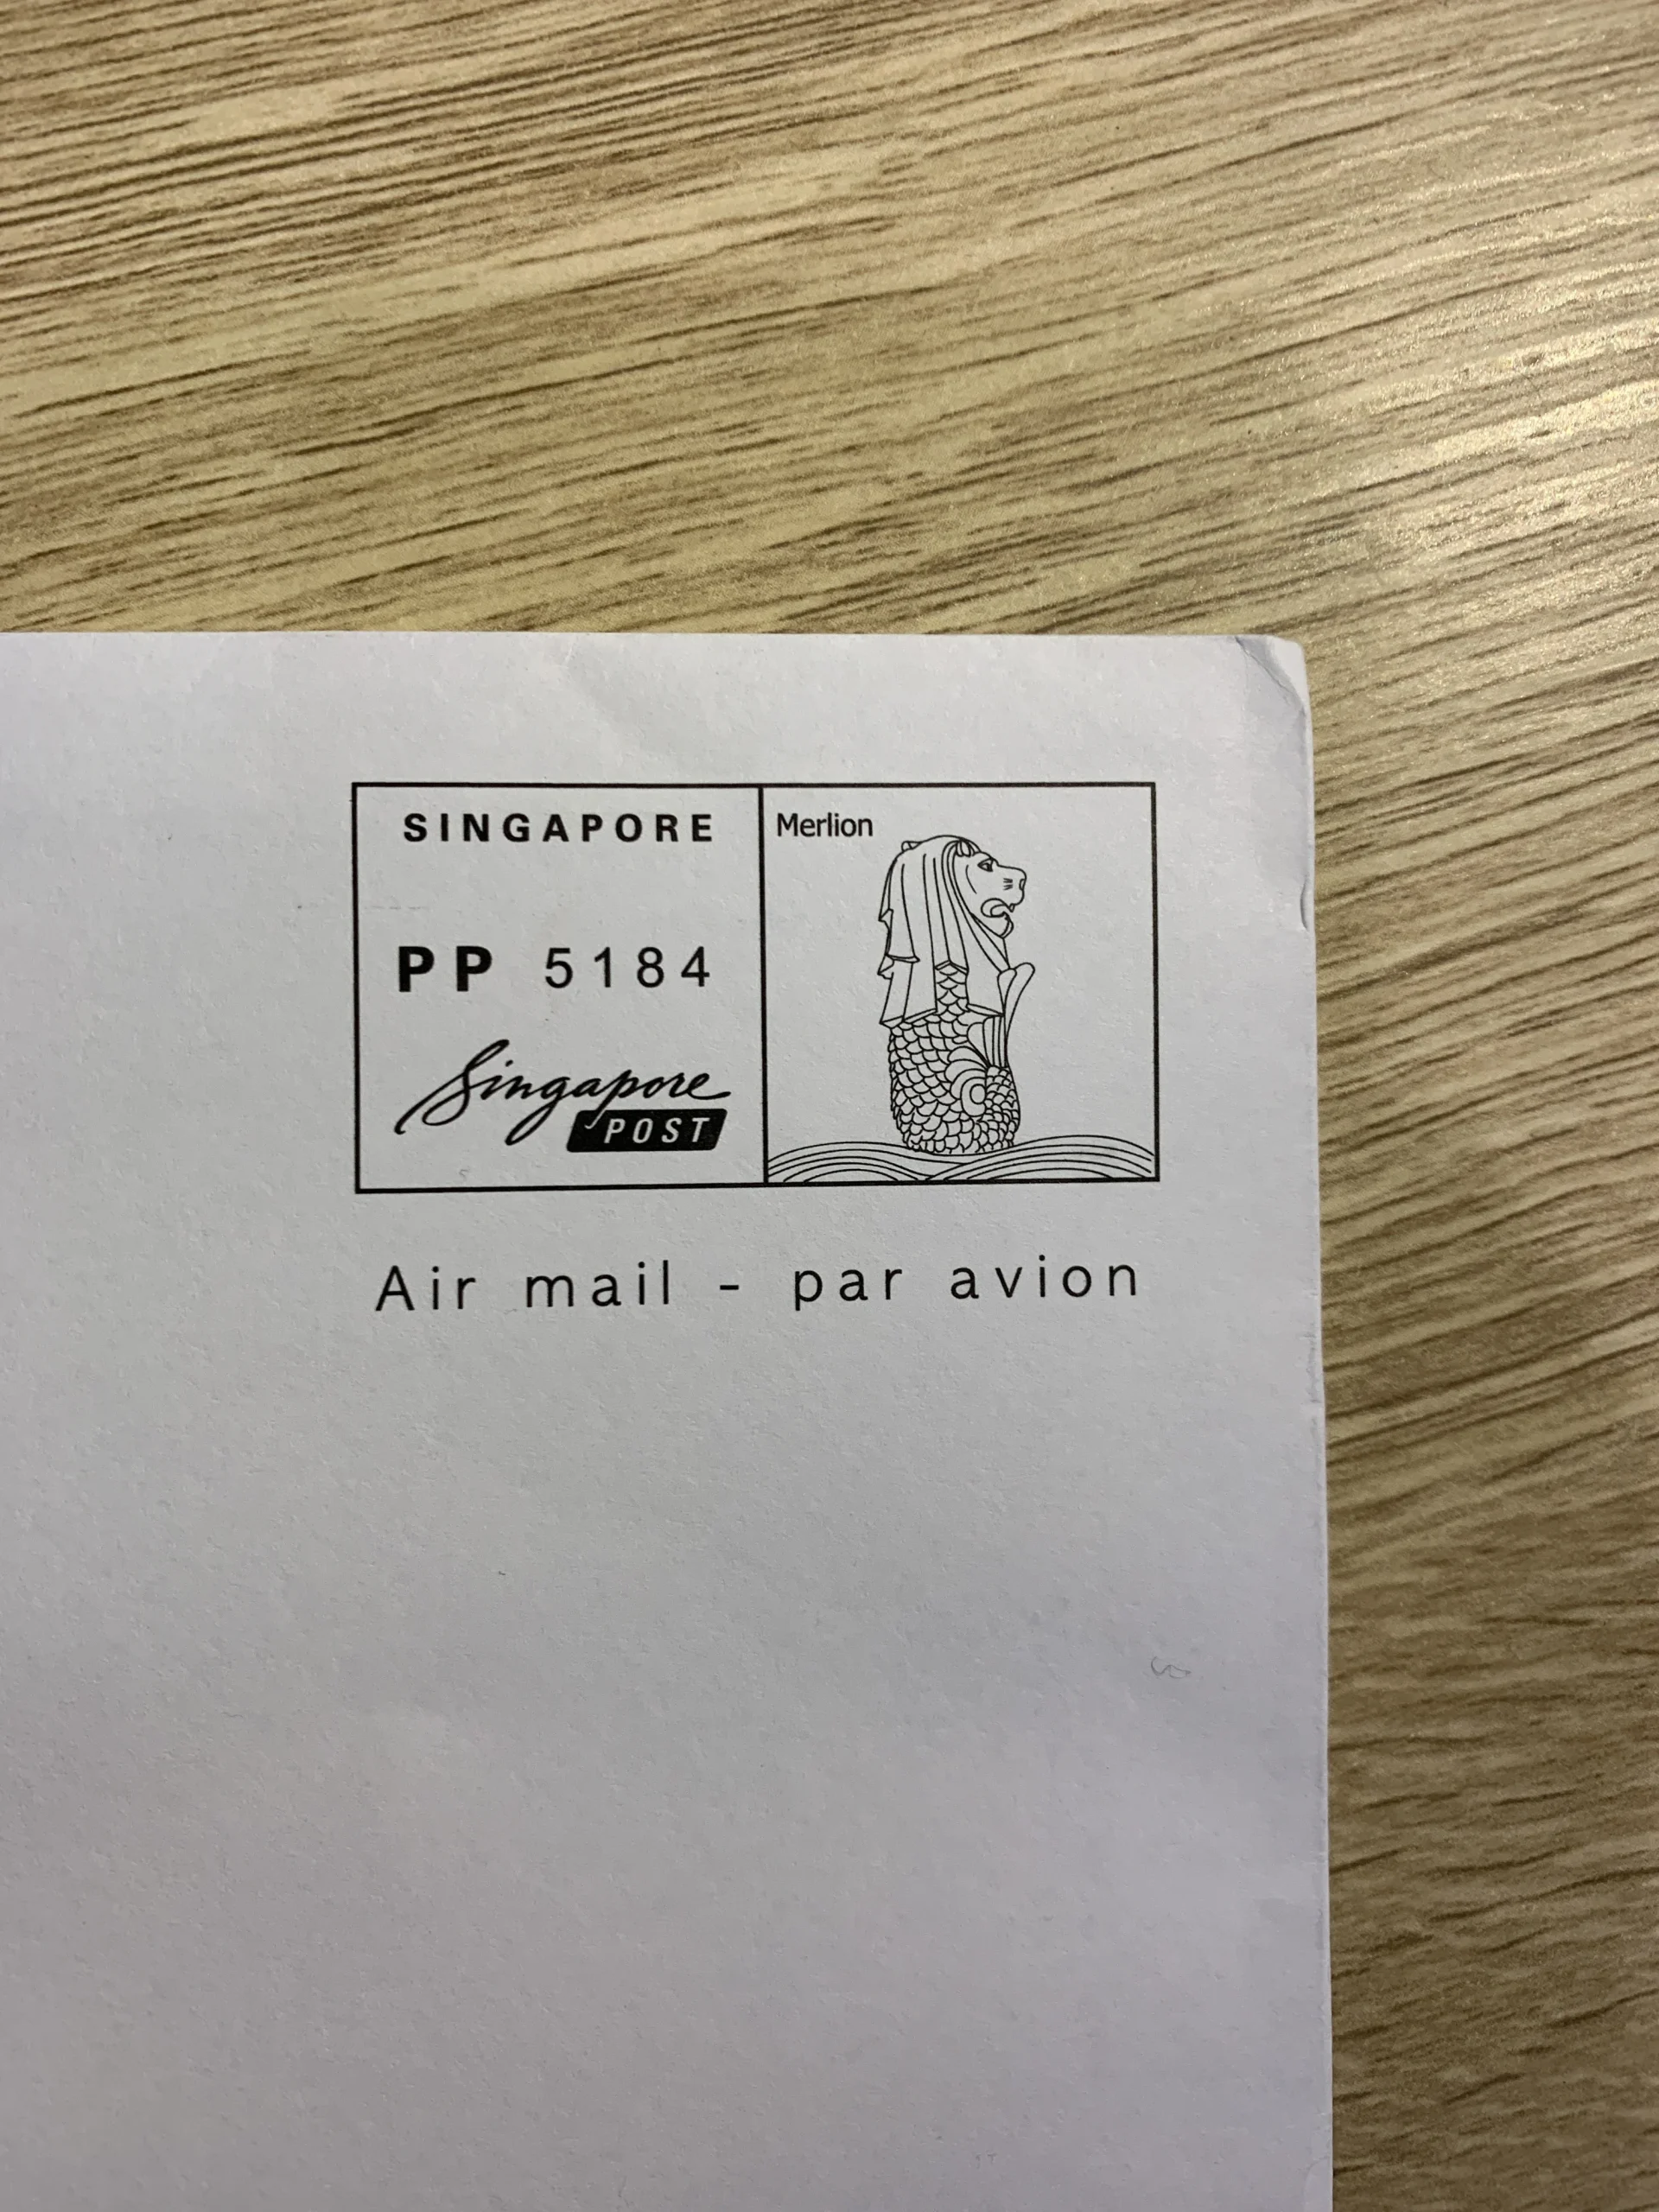 SINGAPORE
PP 5184
Singapore
POST
Merlion
Air mail - par avion